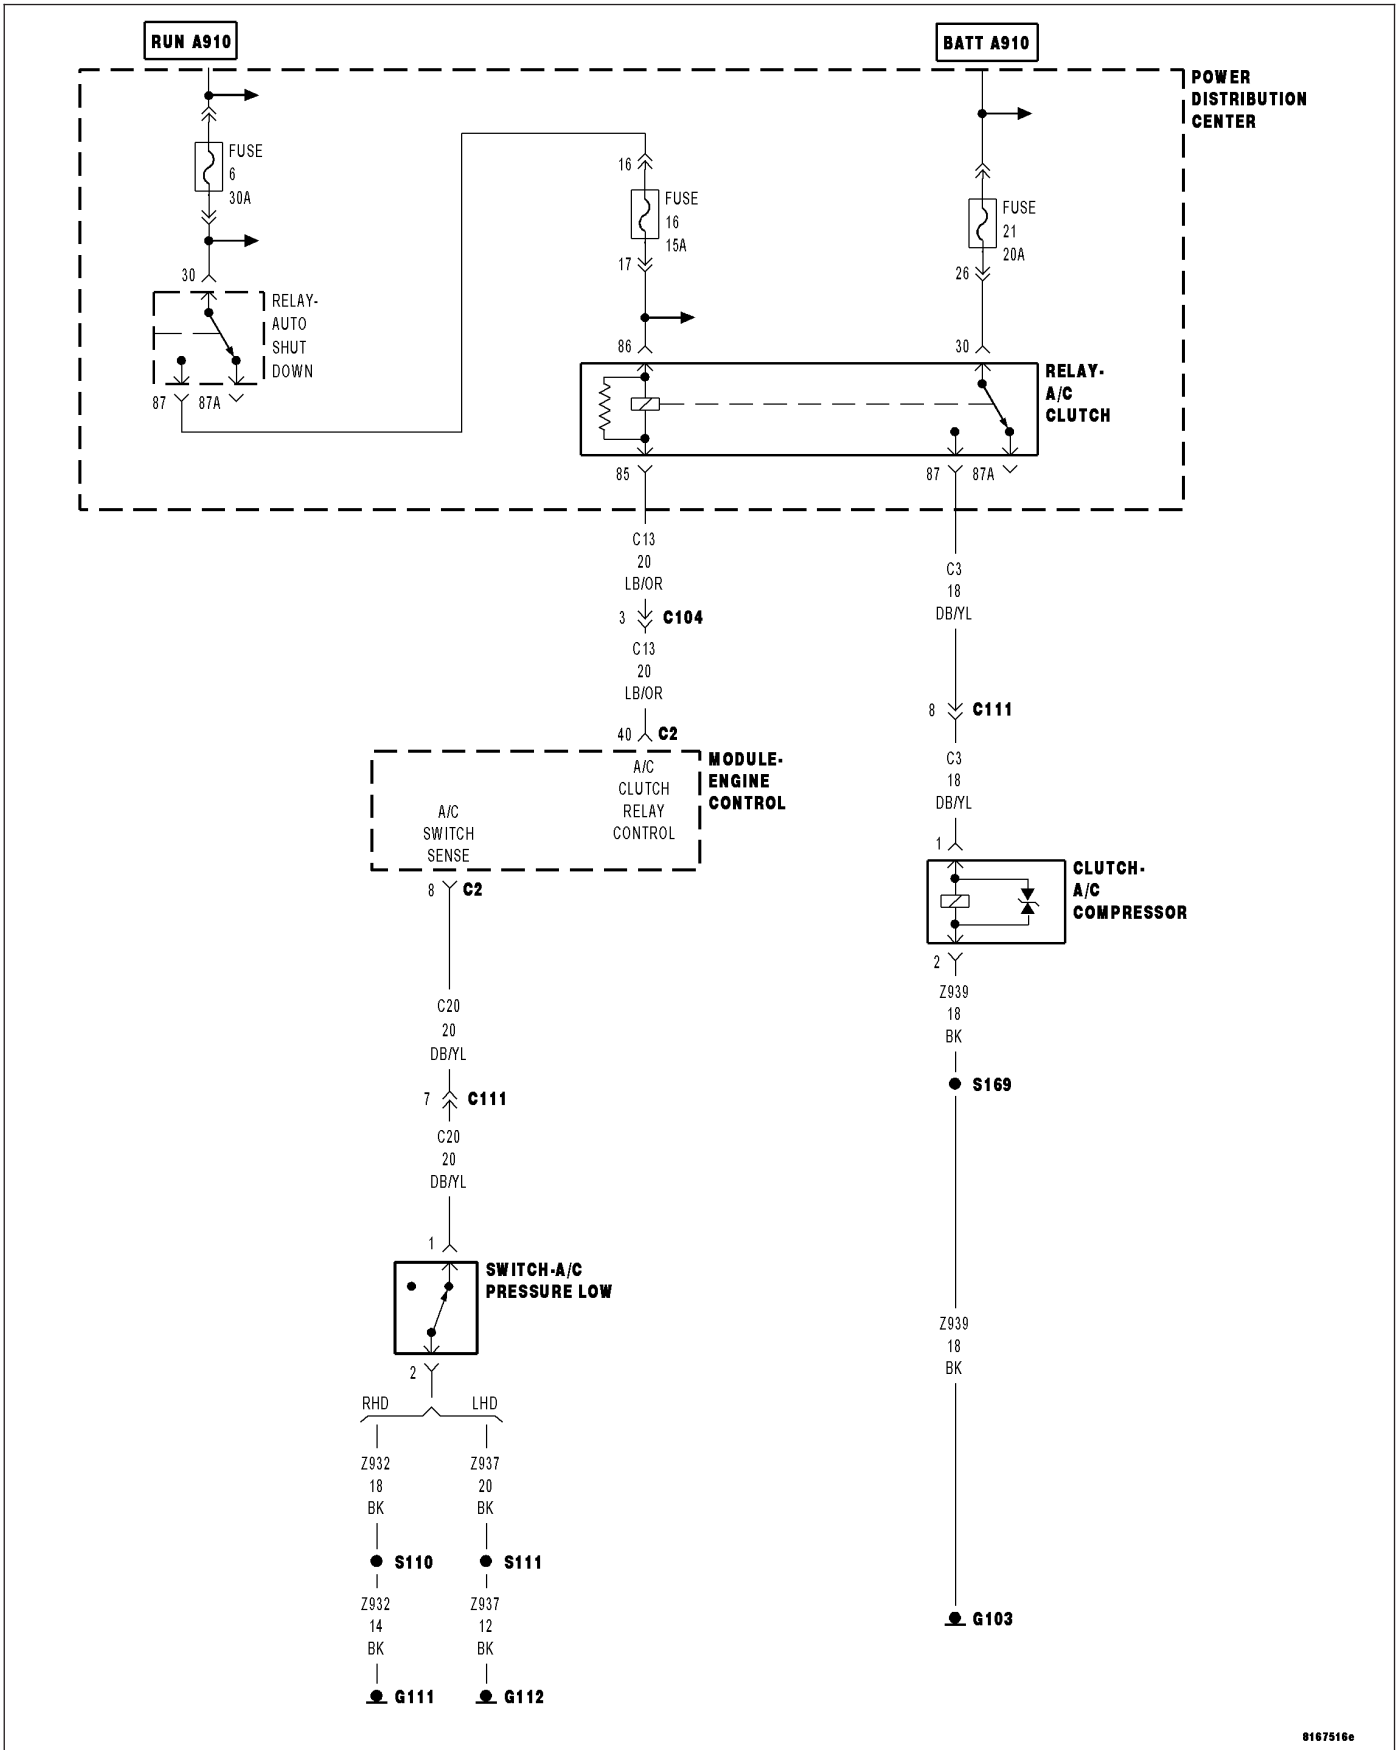 RUN A910
BATT A910
POWER
DISTRIBUTION
CENTER
FUSE
6
30A
16
FUSE
16
15A
17
FUSE
21
20A
26
30
RELAY-
AUTO
SHUT
DOWN
87
87A
86
30
RELAY-
A/C
CLUTCH
85
87
87A
C13
20
LB/OR
3
C104
C13
20
LB/OR
40
C2
C3
18
DB/YL
8
C111
C3
18
DB/YL
1
MODULE-
ENGINE
CONTROL
A/C
CLUTCH
RELAY
CONTROL
A/C
SWITCH
SENSE
8
C2
CLUTCH-
A/C
COMPRESSOR
2
Z939
18
BK
S169
C20
20
DB/YL
7
C111
C20
20
DB/YL
1
SWITCH-A/C
PRESSURE LOW
2
Z939
18
BK
RHD
LHD
Z932
18
BK
Z937
20
BK
S110
S111
Z932
14
BK
Z937
12
BK
G111
G112
G103
8167516e